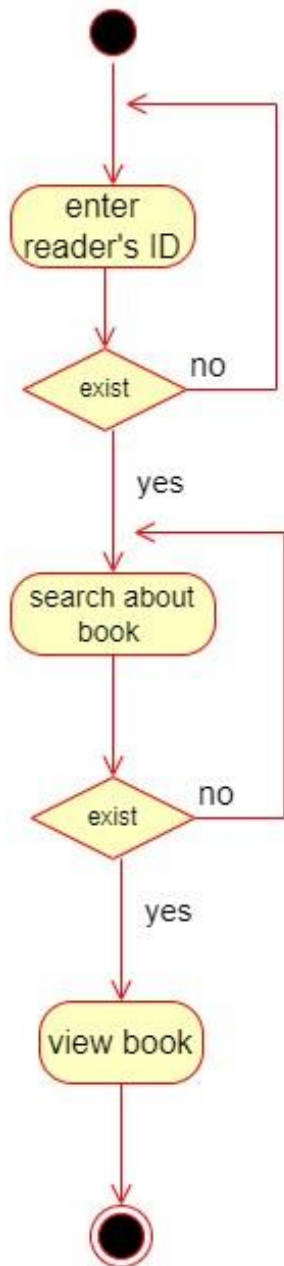 enter
reader's ID
exist
no
yes
search about
book
exist
no
yes
view book